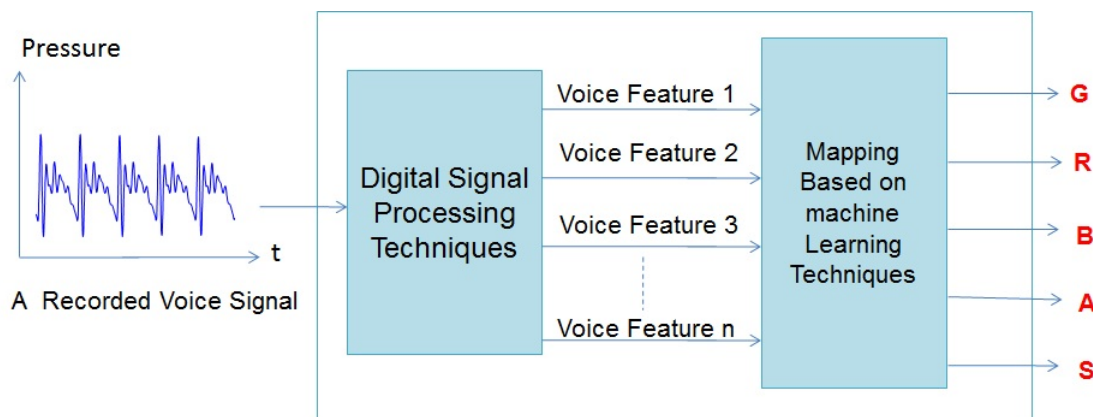 Pressure
t
A Recorded Voice Signal
Digital Signal
Processing
Techniques
Voice Feature 1
Voice Feature 2
Voice Feature 3
Voice Feature n
Mapping
Based on
machine
Learning
Techniques
G
R
B
A
S